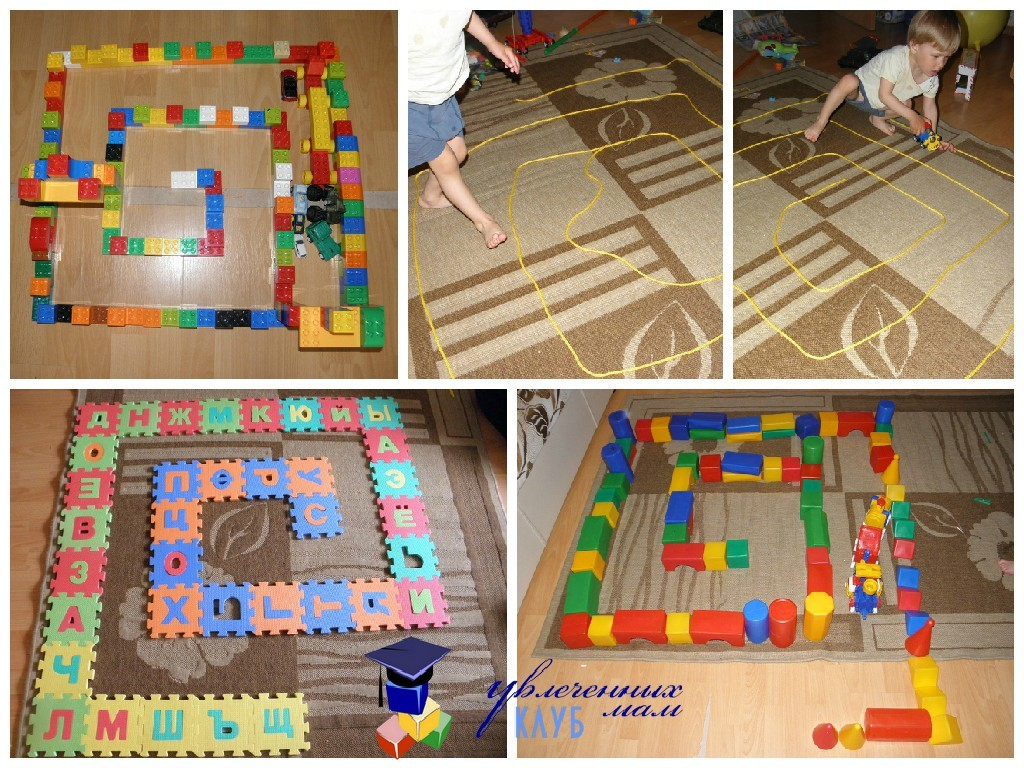 Д Н Ж М К Ю Й Ы
О А
Э
В
З Ь
А И
Ч
Л М Ш Ъ Щ
П
Ц С
О
Х
увлеченных
КЛУБ мам